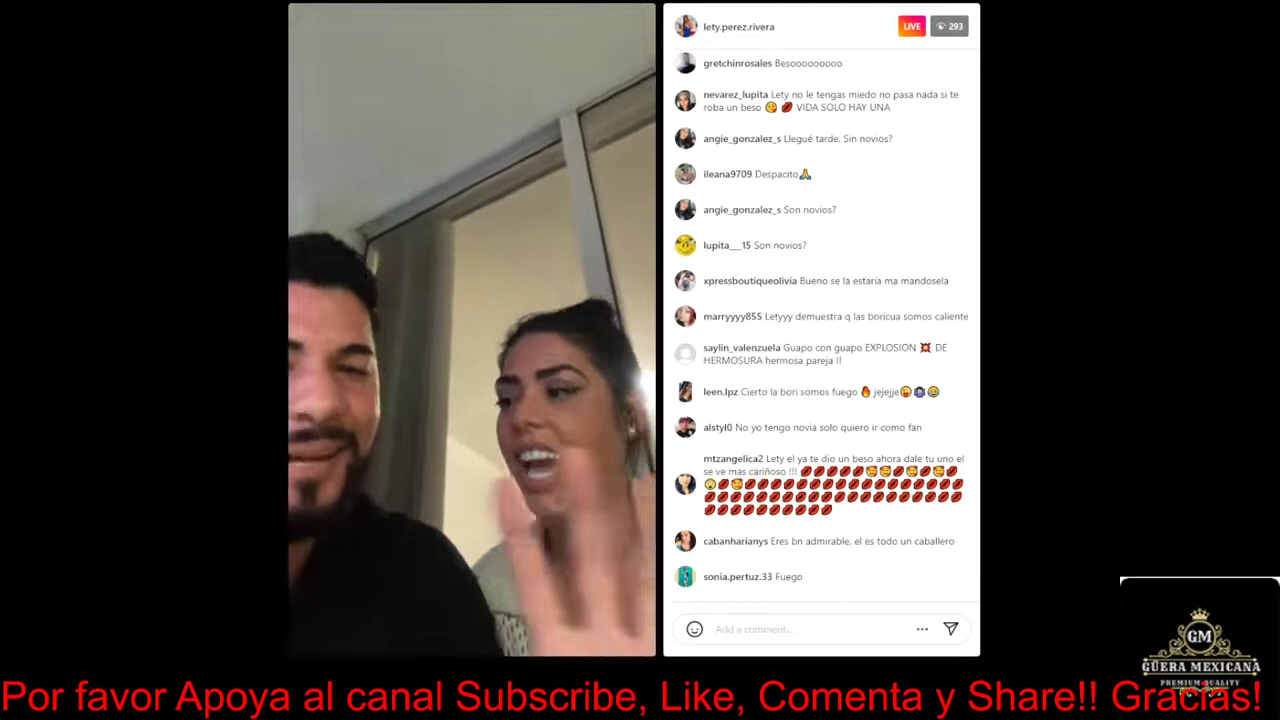 lety.perez.rivera
LIVE
293
gretchinrosales Besooooooooo
nevarez_lupita Lety no le tengas miedo no pasa nada si te
roba un beso 😋 💋 VIDA SOLO HAY UNA
angie_gonzalez_s Llegué tarde. Sin novios?
ileana9709 Despacito🙏
angie_gonzalez_s Son novios?
lupita___15 Son novios?
xpressboutiqueolivia Bueno se la estaría ma mandosela
marryyyy855 Letyyy demuestra q las boricua somos caliente
saylin_valenzuela Guapo con guapo EXPLOSION 💥 DE
HERMOSURA hermosa pareja !!
leen.lpz Cierto la bori somos fuego 🔥 jejejje😜🤷🏻‍♀️😂
alstyl0 No yo tengo novia solo quiero ir como fan
mtzangelica2 Lety el ya te dio un beso ahora dale tu uno el
se ve mas cariñoso !!!
cabanharianys Eres bn admirable, el es todo un caballero
sonia.pertuz.33 Fuego
Add a comment...
GM
GÜERA MEXICANA
PREMIUM QUALITY
Por favor Apoya al canal Subscribe, Like, Comenta y Share!! Gracias!